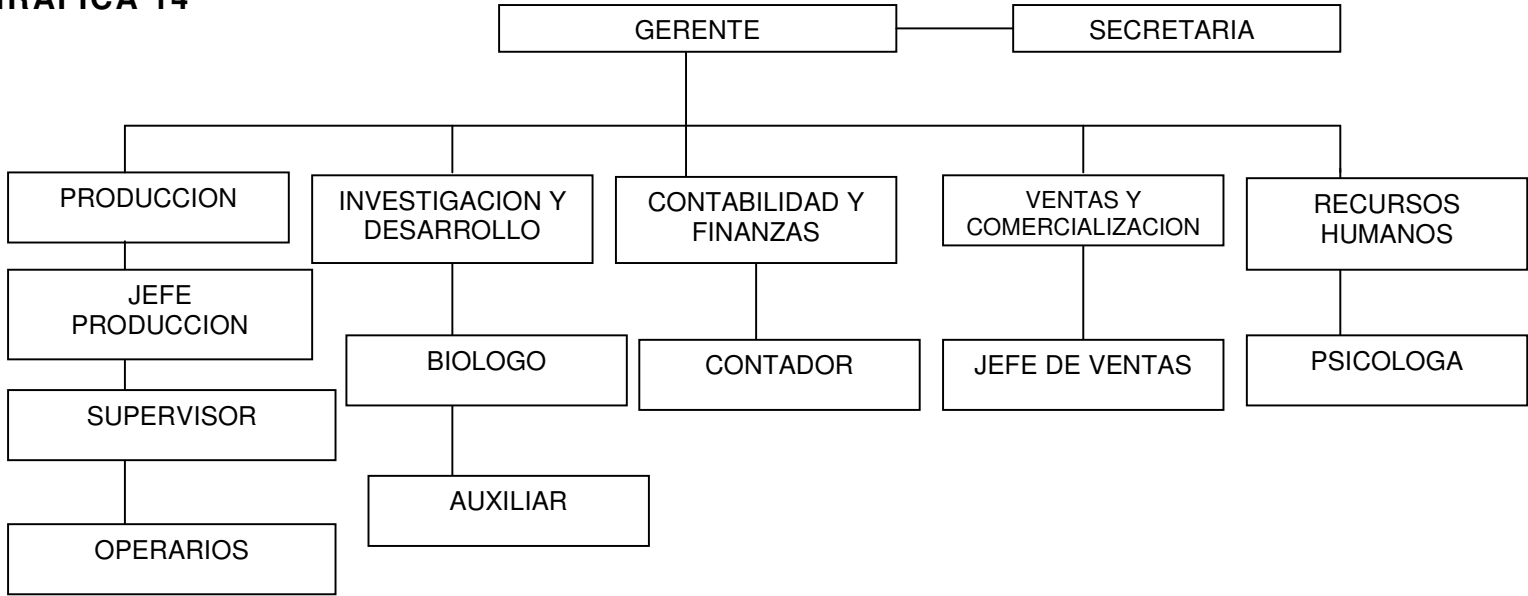 GRAFICA 14
GERENTE
SECRETARIA
PRODUCCION
INVESTIGACION Y
DESARROLLO
CONTABILIDAD Y
FINANZAS
VENTAS Y
COMERCIALIZACION
RECURSOS
HUMANOS
JEFE
PRODUCCION
BIOLOGO
CONTADOR
JEFE DE VENTAS
PSICOLOGA
SUPERVISOR
AUXILIAR
OPERARIOS